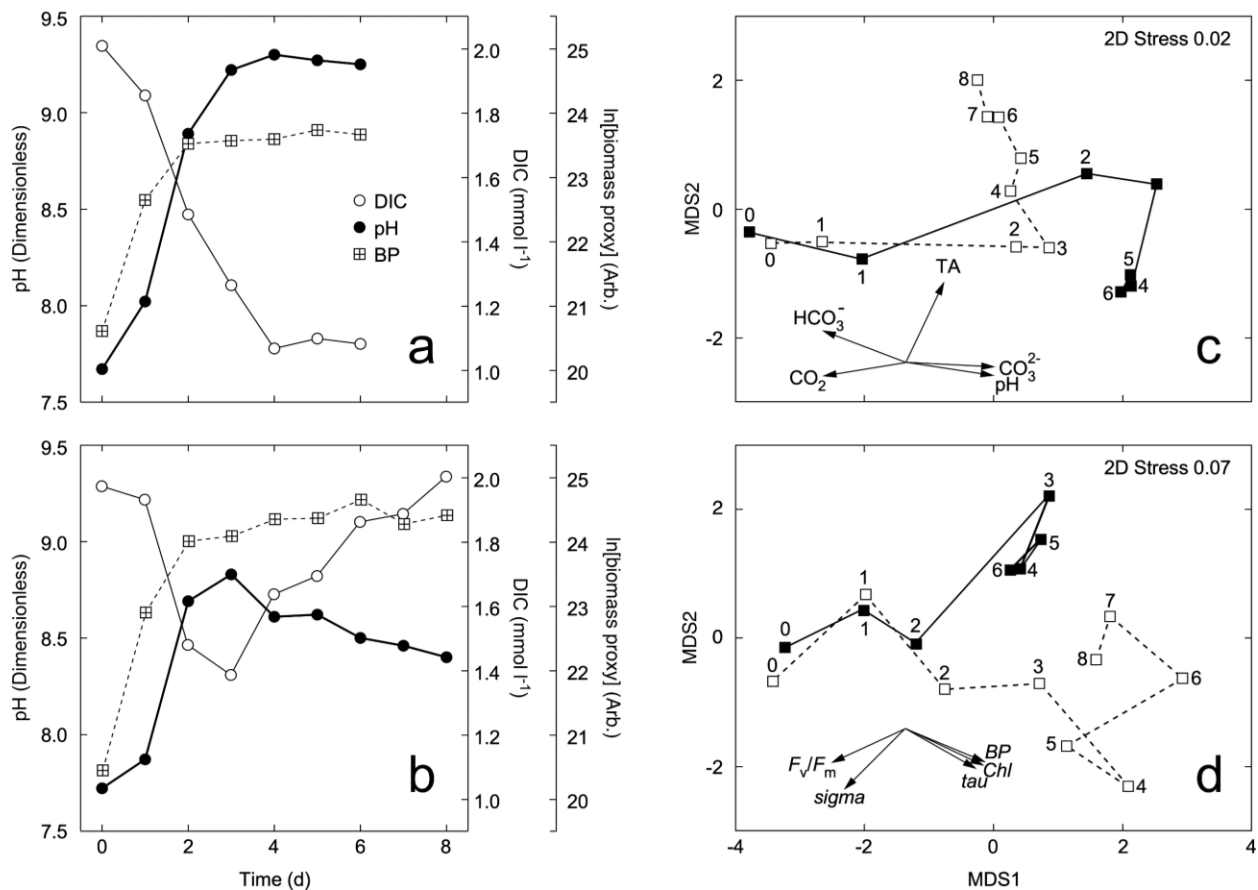 9.5
9.0
8.5
8.0
7.5
pH (Dimensionless)
2.0
1.8
1.6
1.4
1.2
1.0
DIC (mmol l⁻¹)
25
24
23
22
21
20
ln[biomass proxy] (Arb.)
DIC
pH
BP
a
9.5
9.0
8.5
8.0
7.5
pH (Dimensionless)
2.0
1.8
1.6
1.4
1.2
1.0
DIC (mmol l⁻¹)
25
24
23
22
21
20
ln[biomass proxy] (Arb.)
b
0 2 4 6 8
Time (d)
2D Stress 0.02
2
0
-2
MDS2
8
7 6
5
2
4
0 1
2 3
0
1
5
6 4
TA
HCO₃⁻
CO₂
CO₃²⁻
pH
c
2D Stress 0.07
2
0
-2
MDS2
3
5
6 4
1
7
0
1 2
8
0
3
2
6
5
4
Fᵥ/Fₘ
sigma
BP
Chl
tau
d
-4 -2 0 2 4
MDS1